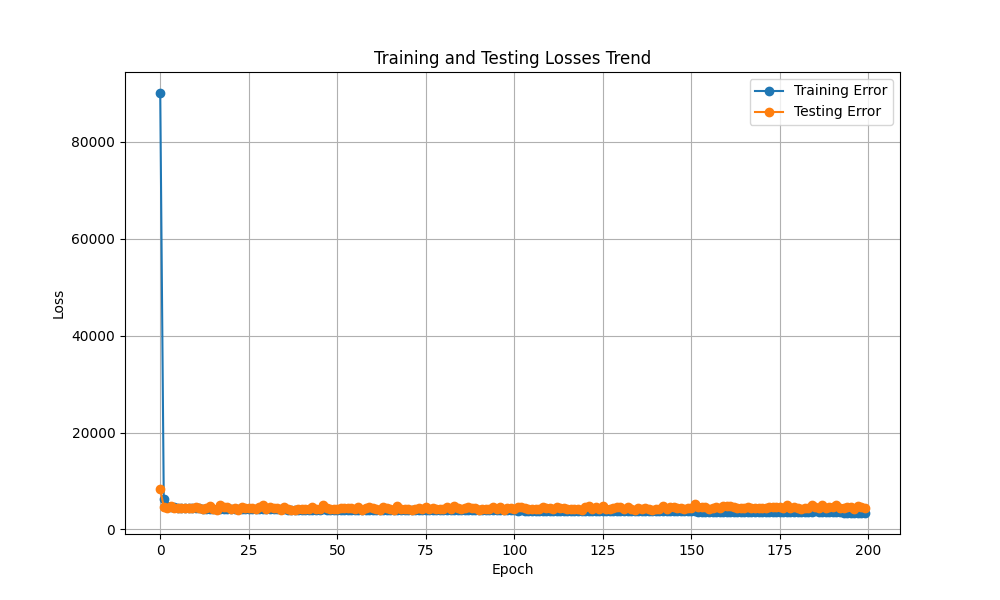 Training and Testing Losses Trend
Training Error
Testing Error
80000
60000
40000
20000
0
Loss
0 25 50 75 100 125 150 175 200
Epoch